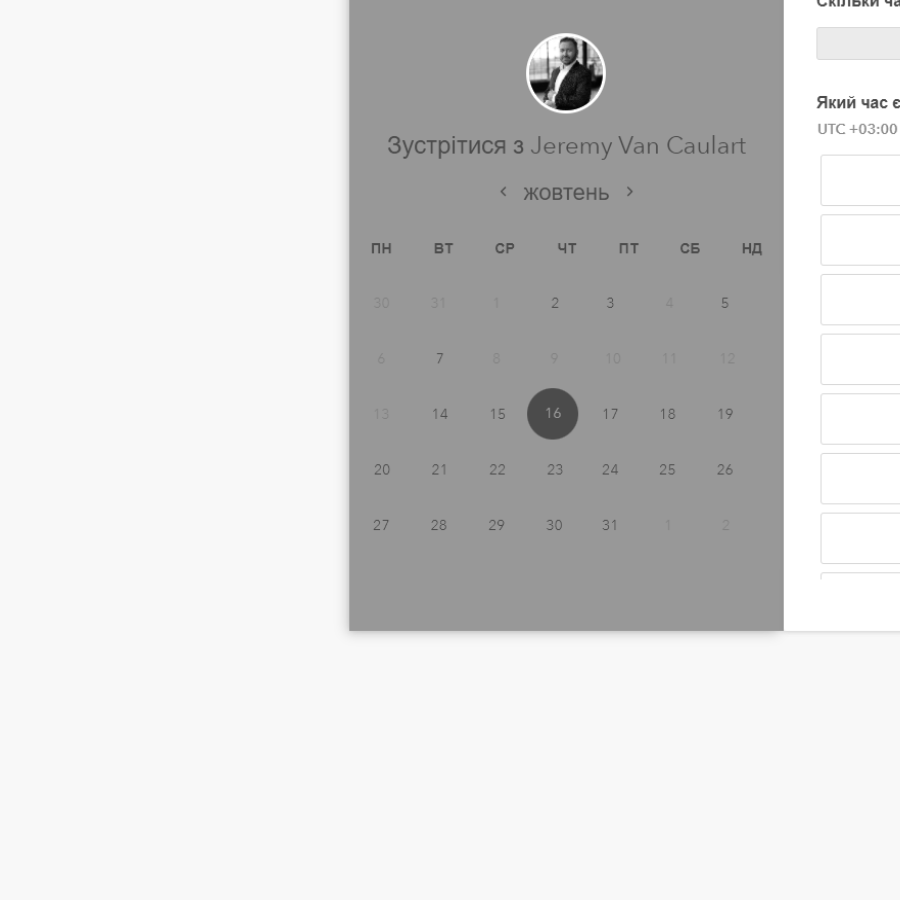 Зустрітися з Jeremy Van Caulart
жовтень
ПН ВТ СР ЧТ ПТ СБ НД
30 31 1 2 3 4 5
6 7 8 9 10 11 12
13 14 15 16 17 18 19
20 21 22 23 24 25 26
27 28 29 30 31 1 2
Скільки
Який час
UTC +03:00